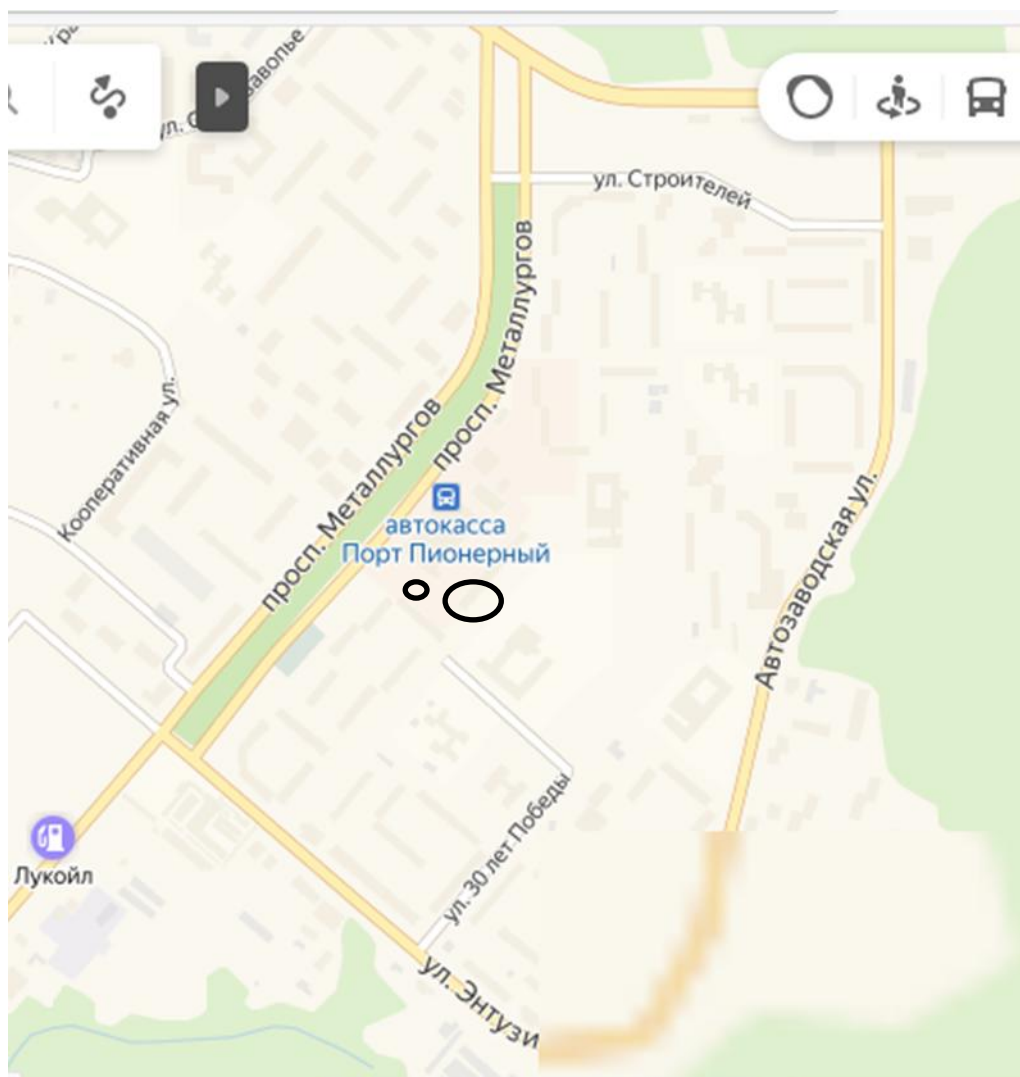 ул. Строителей
просп. Металлургов
просп. Металлургов
Кооперативная ул.
автокасса
Порт Пионерный
Автозаводская ул.
ул. 30 лет Победы
Лукойл
ул. Энтузи